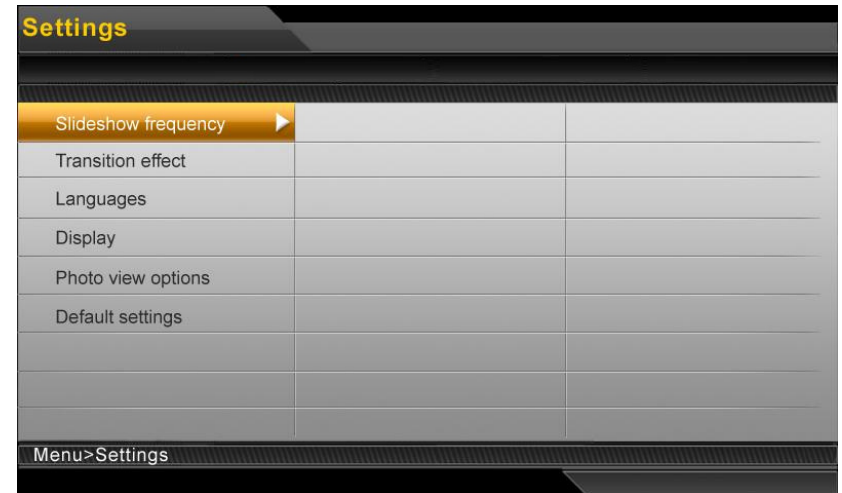 Settings
Slideshow frequency
Transition effect
Languages
Display
Photo view options
Default settings
Menu>Settings